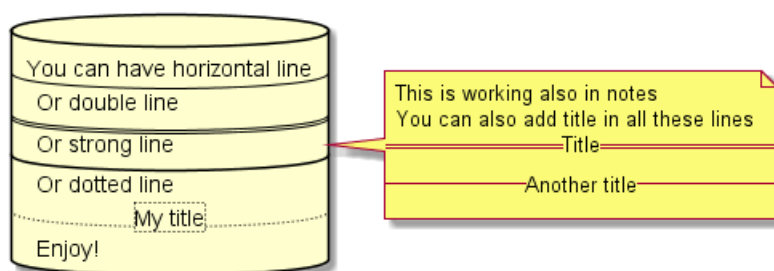 You can have horizontal line
Or double line
Or strong line
Or dotted line
My title
Enjoy!
This is working also in notes
You can also add title in all these lines
Title
Another title